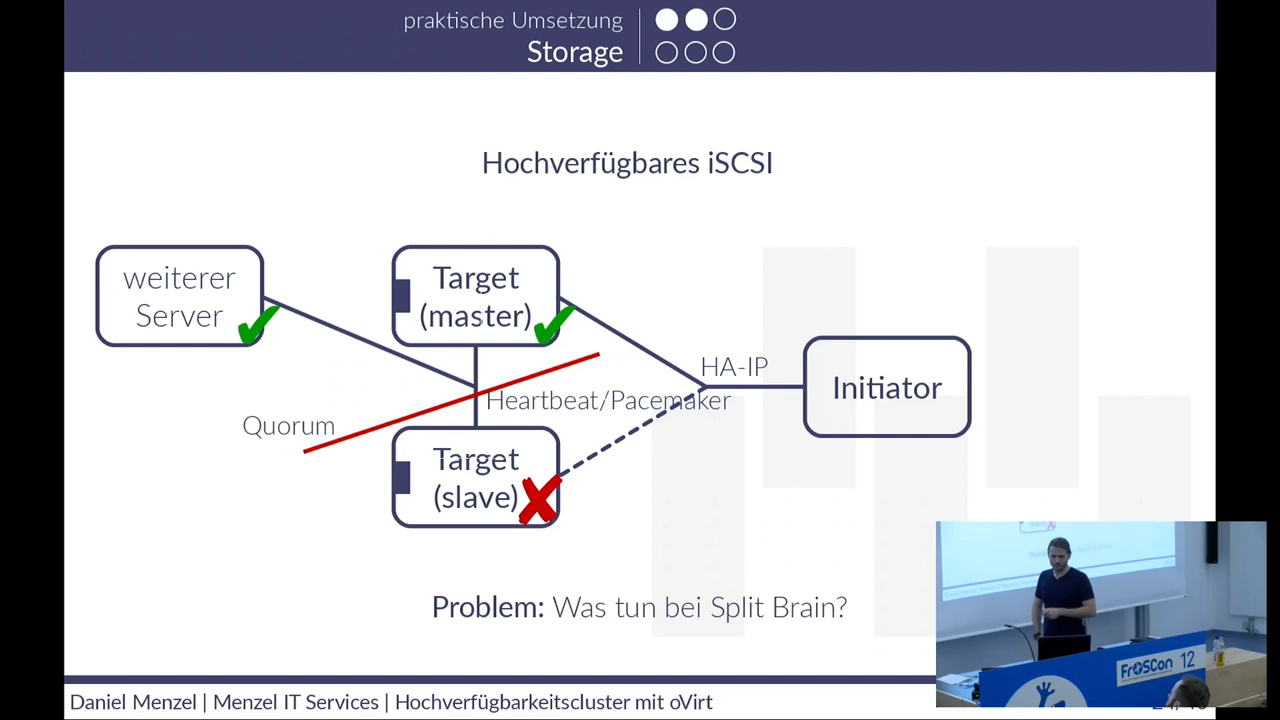 praktische Umsetzung
Storage
Hochverfügbares iSCSI
weiterer
Server
Target
(master)
HA-IP
Initiator
Heartbeat/Pacemaker
Quorum
Target
(slave)
Problem: Was tun bei Split Brain?
FrOSCon 12
Daniel Menzel | Menzel IT Services | Hochverfügbarkeitscluster mit oVirt